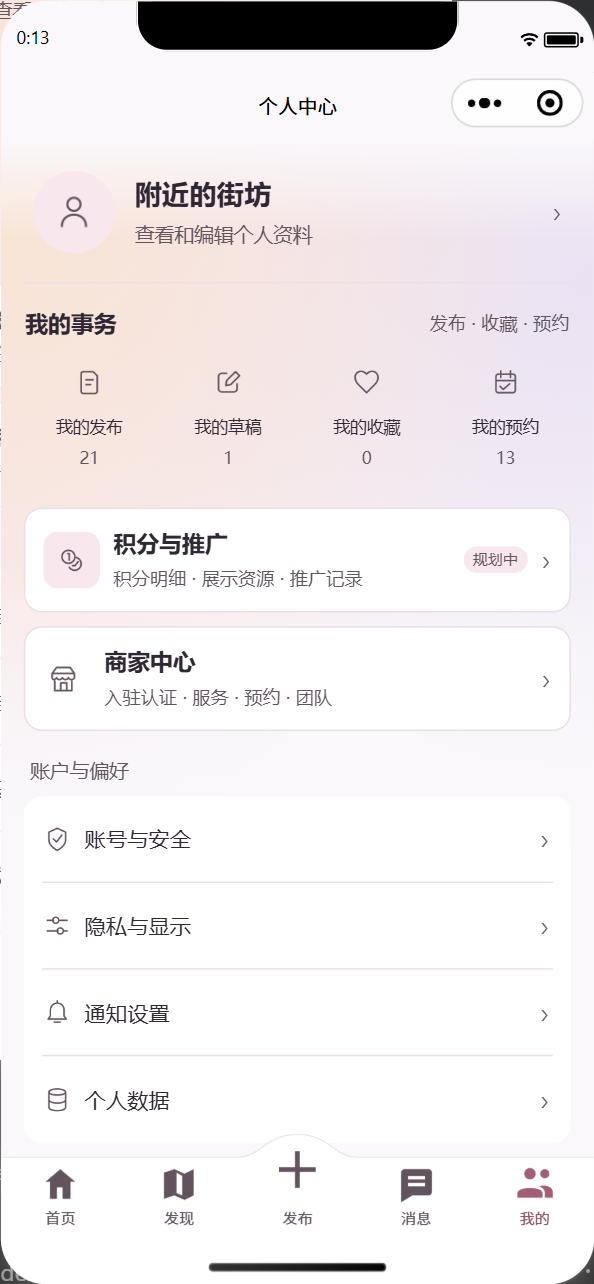 0:13
个人中心
附近的街坊
查看和编辑个人资料
我的事务
发布 · 收藏 · 预约
我的发布
我的草稿
我的收藏
我的预约
21
1
0
13
积分与推广
积分明细 · 展示资源 · 推广记录
规划中
商家中心
入驻认证 · 服务 · 预约 · 团队
账户与偏好
账号与安全
隐私与显示
通知设置
个人数据
首页
发现
发布
消息
我的